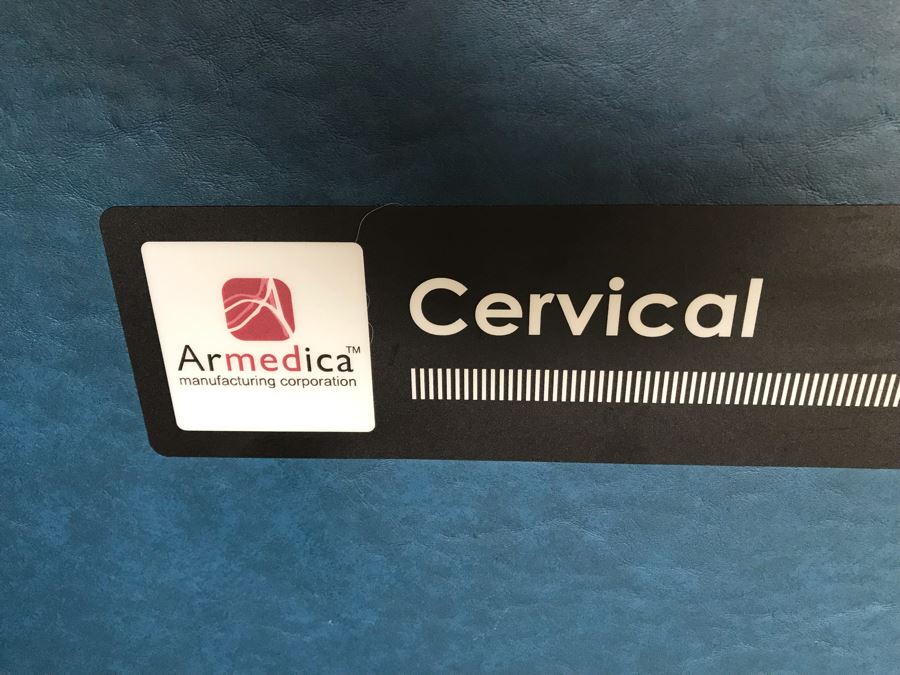 Armedica™
manufacturing corporation
Cervical